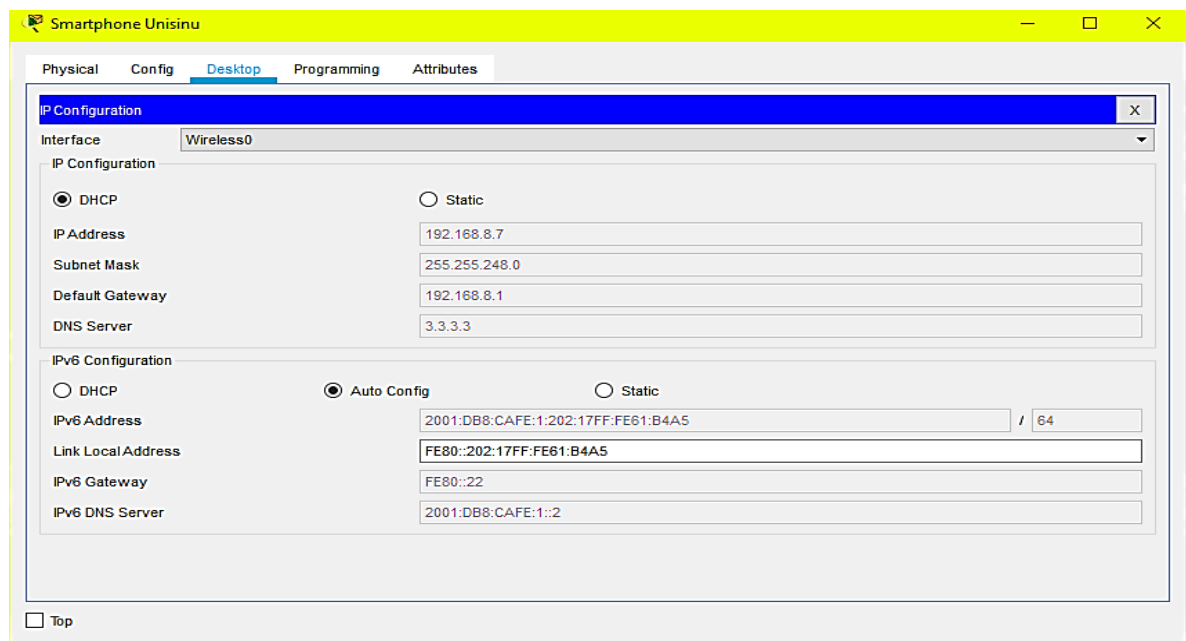 Smartphone Unisinu
Physical Config Desktop Programming Attributes
IP Configuration X
Interface Wireless0
IP Configuration
DHCP Static
IP Address 192.168.8.7
Subnet Mask 255.255.248.0
Default Gateway 192.168.8.1
DNS Server 3.3.3.3
IPv6 Configuration
DHCP Auto Config Static
IPv6 Address 2001:DB8:CAFE:1:202:17FF:FE61:B4A5 / 64
Link Local Address FE80::202:17FF:FE61:B4A5
IPv6 Gateway FE80::22
IPv6 DNS Server 2001:DB8:CAFE:1::2
Top